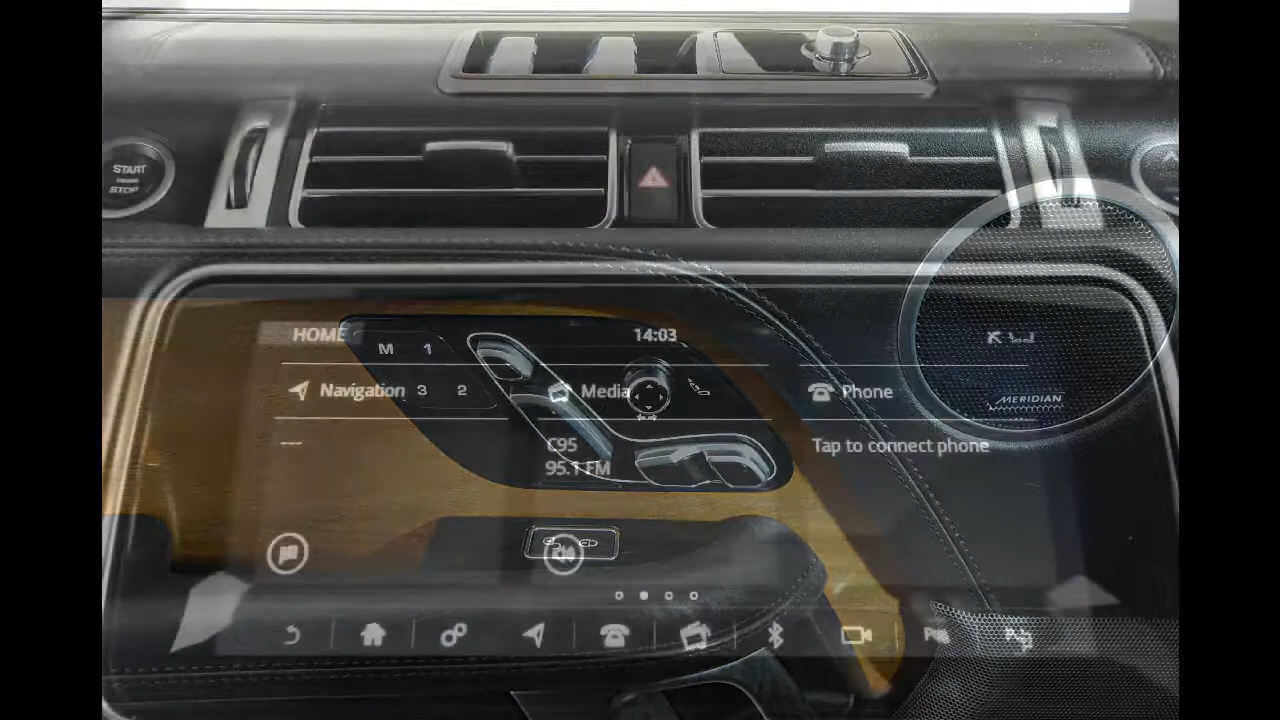 START
ENGINE
STOP
HOME 14:03
M 1
Navigation 3 2 Media Phone
MERIDIAN
---
C95 Tap to connect phone
95.1 FM